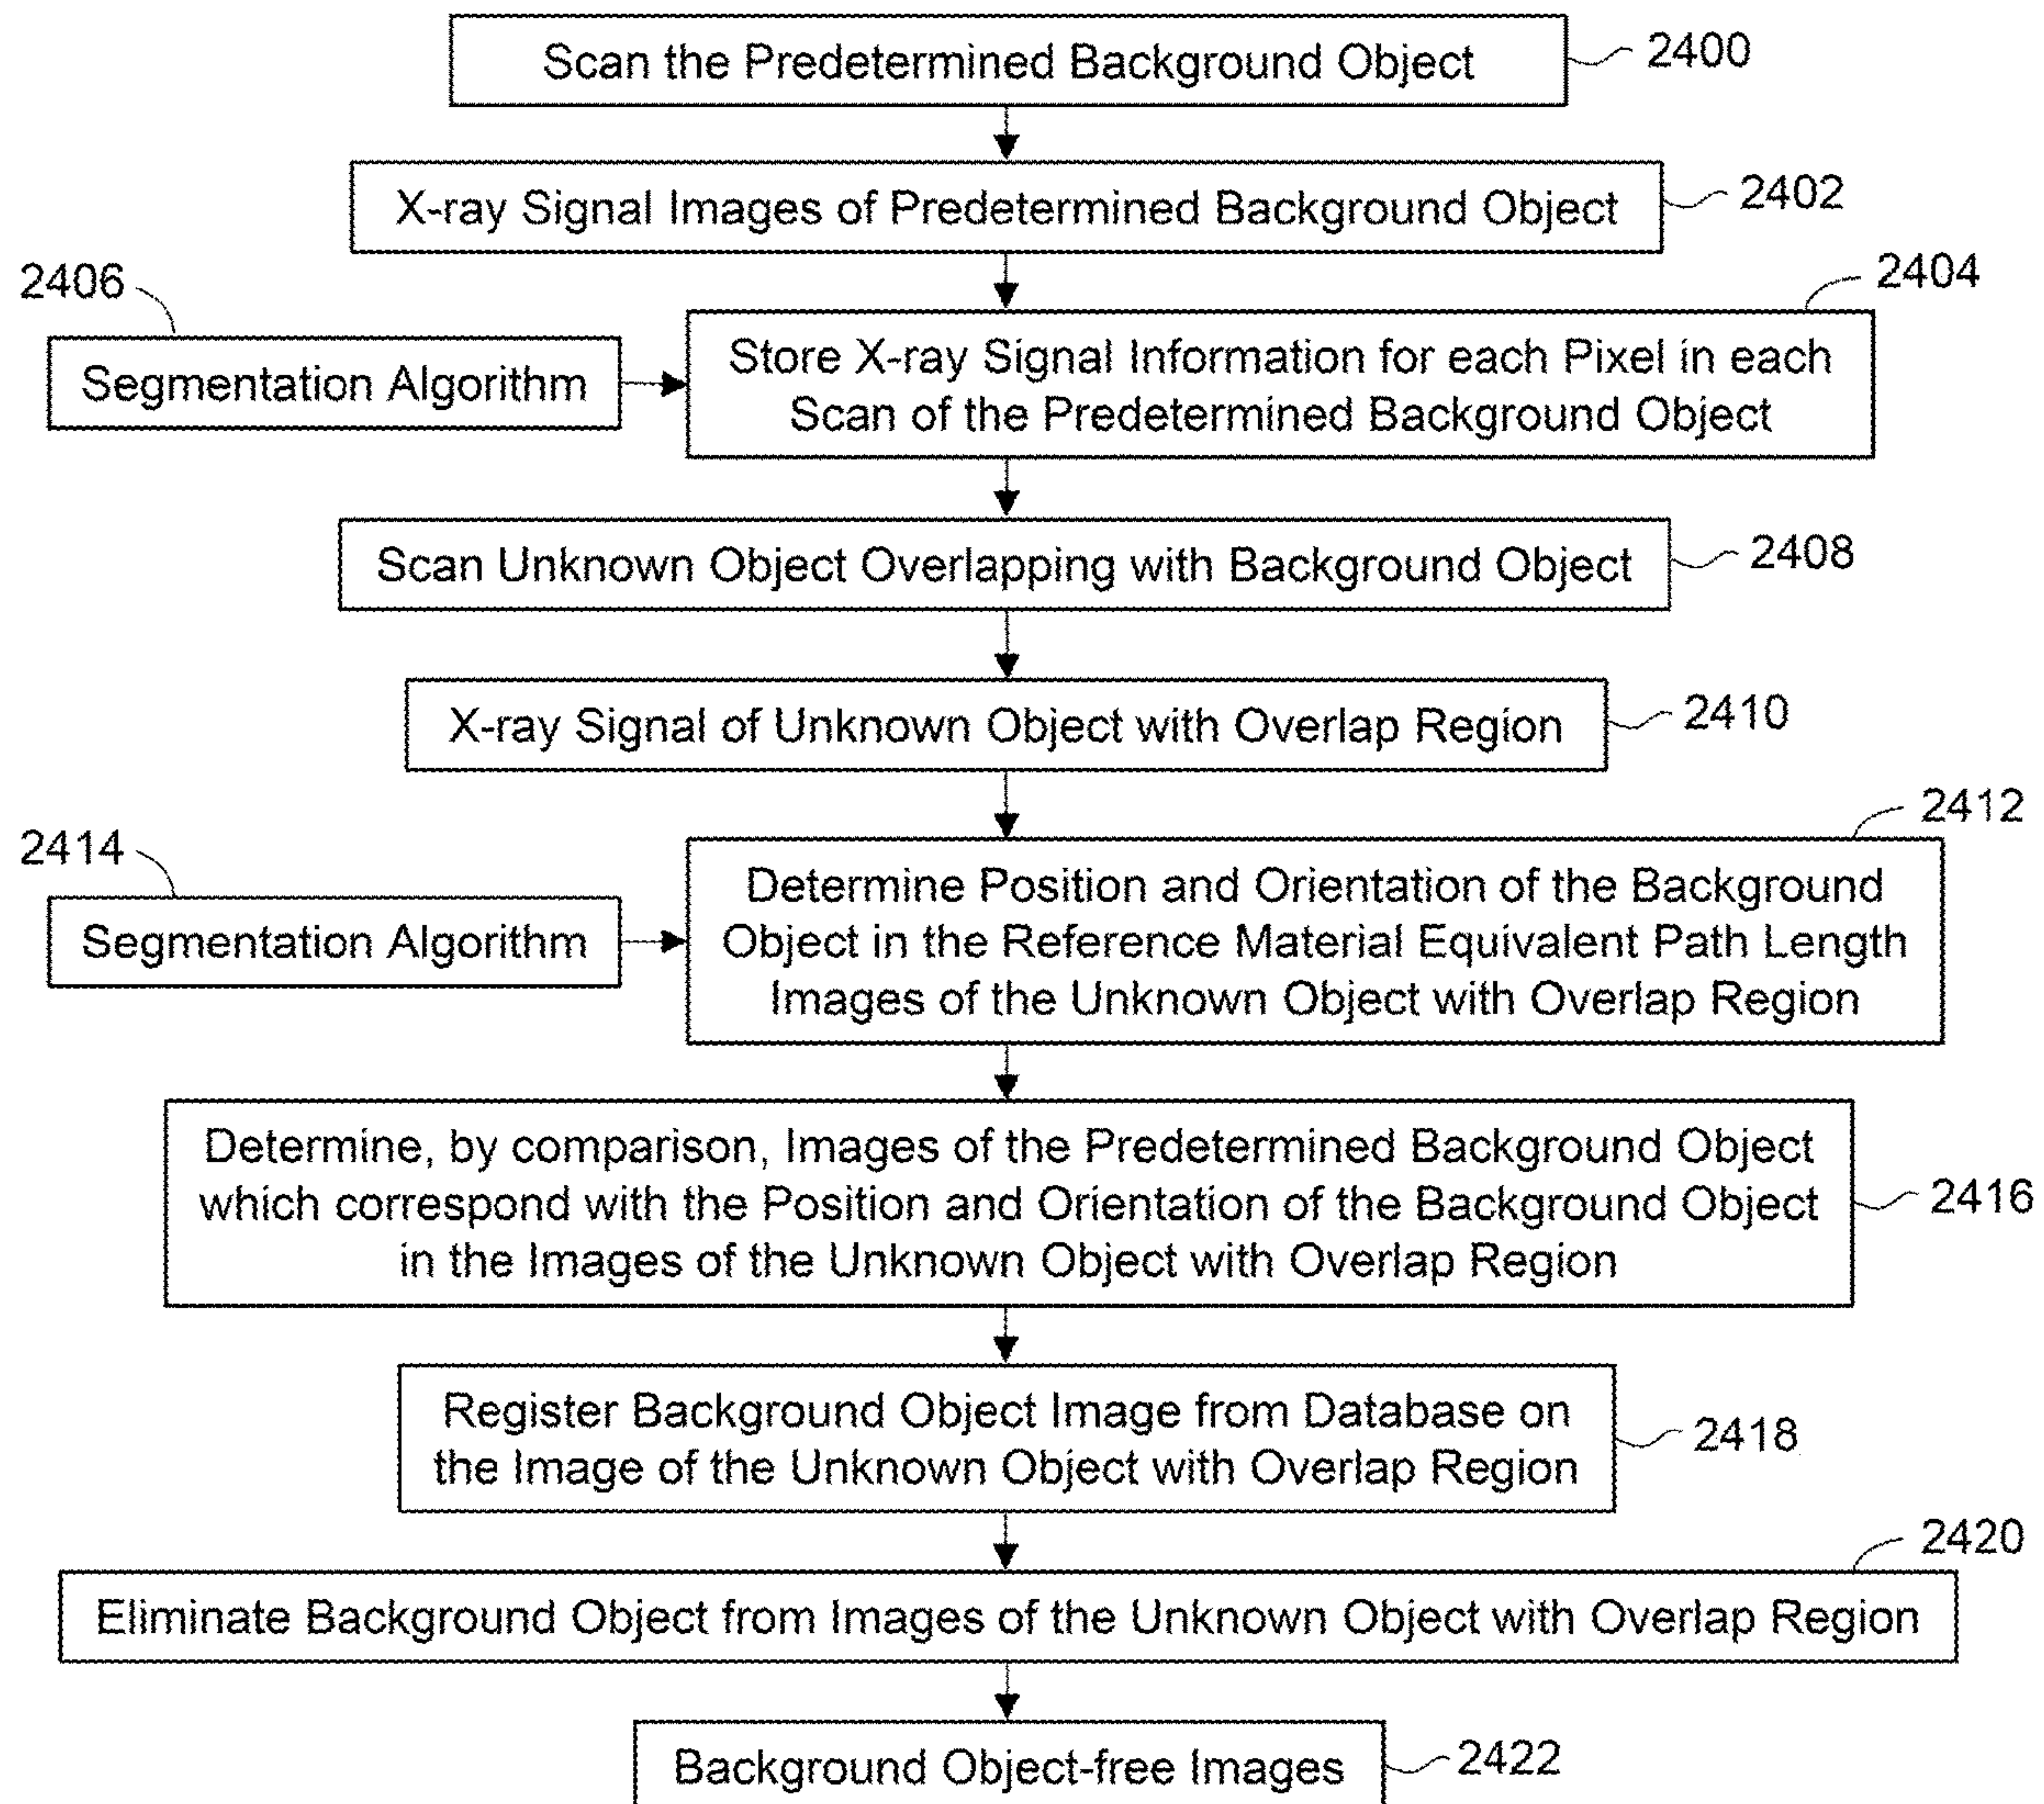 Scan the Predetermined Background Object
2400
X-ray Signal Images of Predetermined Background Object
2402
2406
2404
Segmentation Algorithm
Store X-ray Signal Information for each Pixel in each
Scan of the Predetermined Background Object
Scan Unknown Object Overlapping with Background Object
2408
X-ray Signal of Unknown Object with Overlap Region
2410
2414
2412
Segmentation Algorithm
Determine Position and Orientation of the Background
Object in the Reference Material Equivalent Path Length
Images of the Unknown Object with Overlap Region
Determine, by comparison, Images of the Predetermined Background Object
which correspond with the Position and Orientation of the Background Object
in the Images of the Unknown Object with Overlap Region
2416
Register Background Object Image from Database on
the Image of the Unknown Object with Overlap Region
2418
2420
Eliminate Background Object from Images of the Unknown Object with Overlap Region
Background Object-free Images
2422